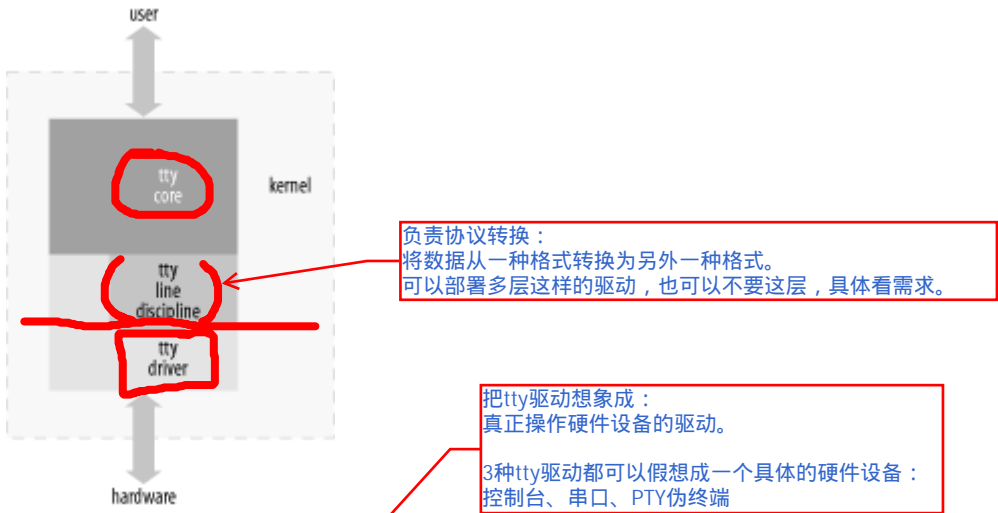 user
tty
core
kernel
tty
line
discipline
tty
driver
hardware
负责协议转换：
将数据从一种格式转换为另外一种格式。
可以部署多层这样的驱动，也可以不要这层，具体看需求。
把tty驱动想象成：
真正操作硬件设备的驱动。
3种tty驱动都可以假想成一个具体的硬件设备：
控制台、串口、PTY伪终端